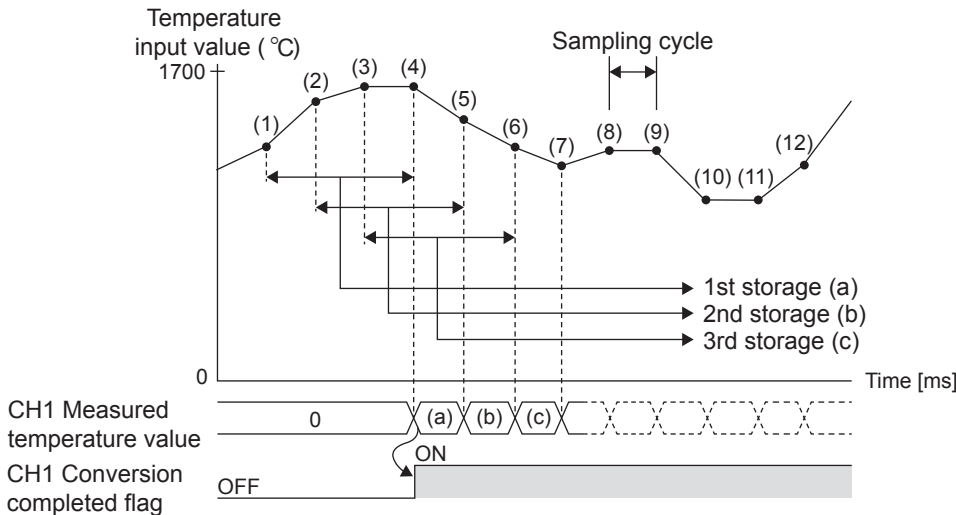 Temperature
input value (°C)
1700
Sampling cycle
(1)
(2)
(3)
(4)
(5)
(6)
(7)
(8)
(9)
(10)
(11)
(12)
1st storage (a)
2nd storage (b)
3rd storage (c)
0
Time [ms]
CH1 Measured
temperature value
0
(a)
(b)
(c)
CH1 Conversion
completed flag
OFF
ON